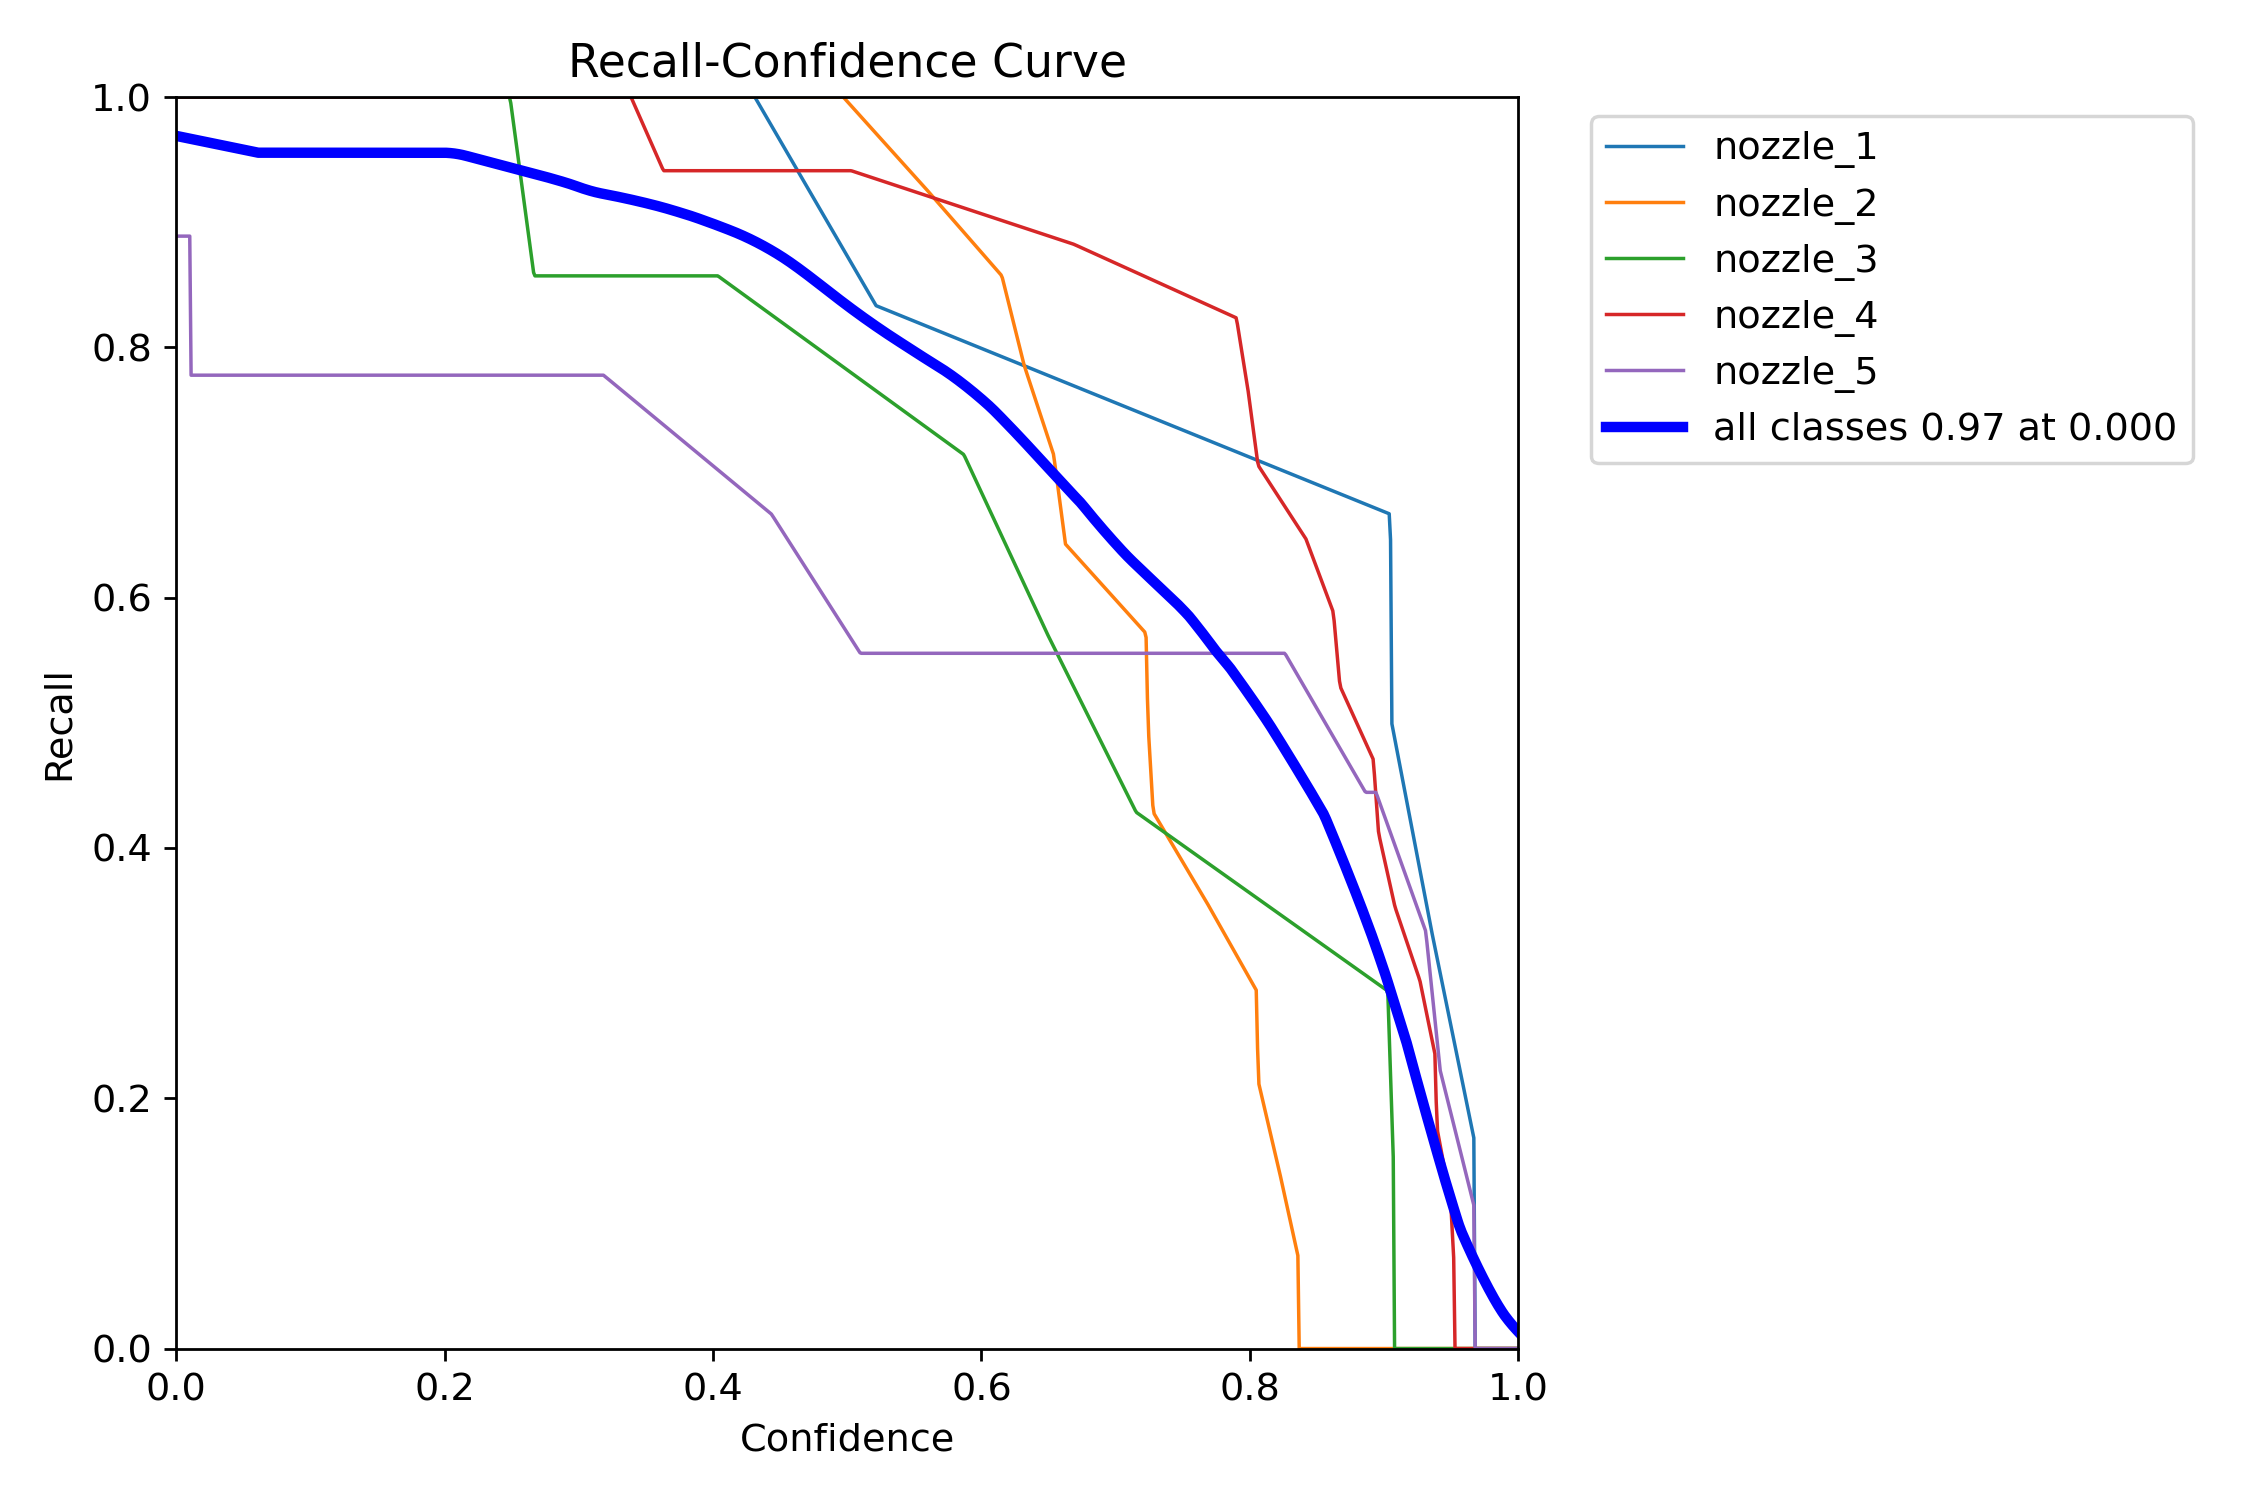 Recall-Confidence Curve
1.0
0.8
0.6
0.4
0.2
0.0
Recall
0.0 0.2 0.4 0.6 0.8 1.0
Confidence
nozzle_1
nozzle_2
nozzle_3
nozzle_4
nozzle_5
all classes 0.97 at 0.000